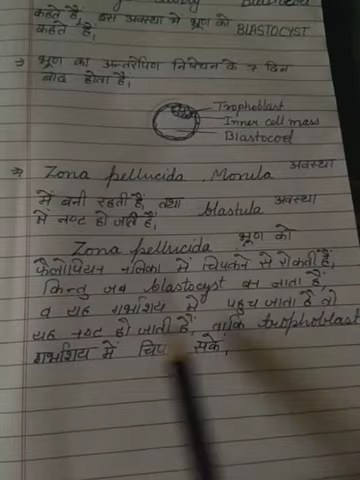 कहते हैं, इस अवस्था में भ्रूण को BLASTOCYST
कहते है,
⇒ भ्रूण का अन्तर्रोपण निषेचन के 7 दिन
बाद होता है,
Trophoblast
Inner cell mass
Blastocoel
⇒ Zona pellucida, Morula अवस्था
में बनी रहती हैं, तथा blastula अवस्था
में नष्ट हो जाती हैं,
Zona pellucida भ्रूण को
फैलोपियन नलिका में चिपकने से रोकती हैं,
किन्तु जब blastocyst बन जाता हैं
व यह गर्भाशय में पहुच जाता हैं तो
यह नष्ट हो जाती हैं, ताकि trophoblast
गर्भाशय में चिप सकें,